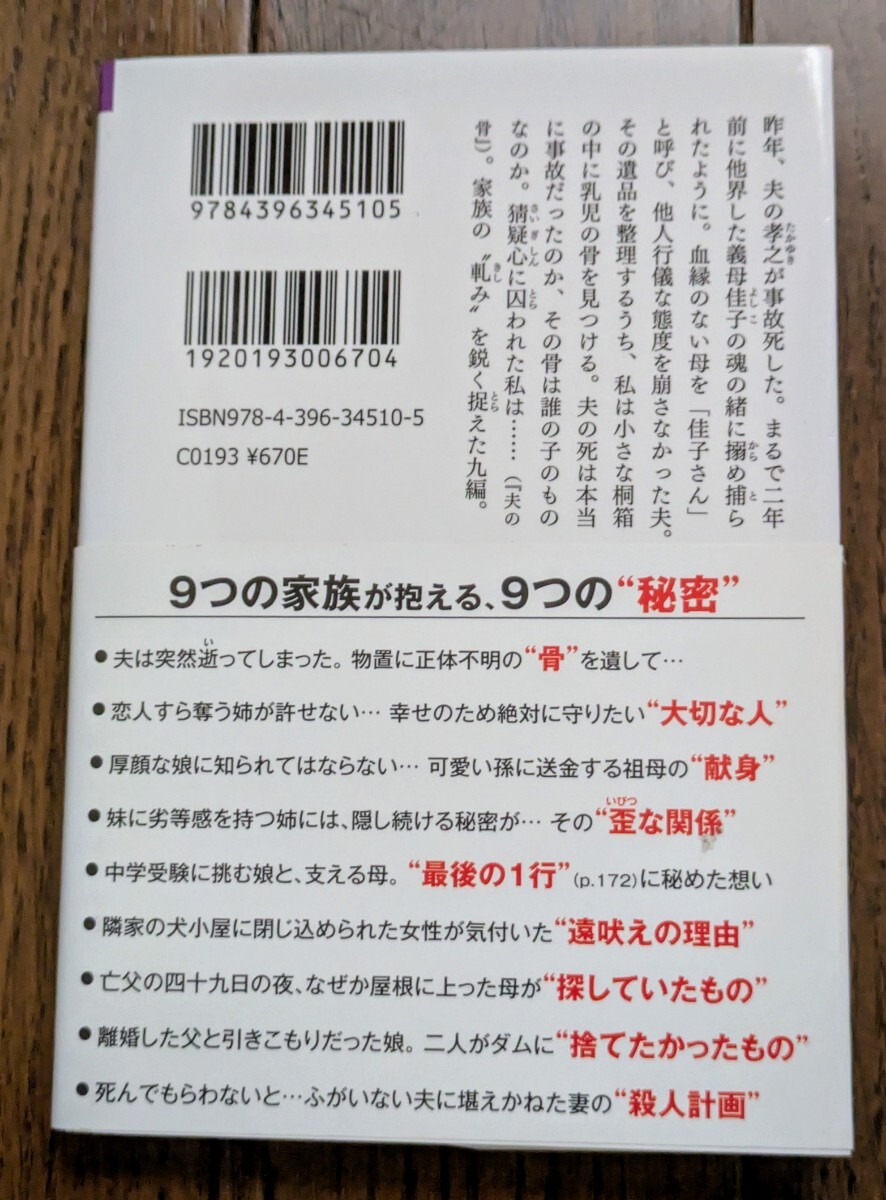 昨年、夫の孝之が事故死した。まるで二年
前に他界した義母佳子の魂の緒に搦め捕ら
れたように。血縁のない母を「佳子さん」
と呼び、他人行儀な態度を崩さなかった夫。
その遺品を整理するうち、私は小さな桐箱
の中に乳児の骨を見つける。夫の死は本当
に事故だったのか、その骨は誰の子のもの
なのか。猜疑心に囚われた私は……（『夫の
骨』）。家族の〝軋み〟を鋭く捉えた九編。
9784396345105
1920193006704
ISBN978-4-396-34510-5
C0193 ¥670E
9つの家族が抱える、9つの“秘密”
●夫は突然逝ってしまった。物置に正体不明の“骨”を遺して…
●恋人すら奪う姉が許せない… 幸せのため絶対に守りたい“大切な人”
●厚顔な娘に知られてはならない… 可愛い孫に送金する祖母の“献身”
●妹に劣等感を持つ姉には、隠し続ける秘密が… その“歪な関係”
●中学受験に挑む娘と、支える母。“最後の1行”(p.172)に秘めた想い
●隣家の犬小屋に閉じ込められた女性が気付いた“遠吠えの理由”
●亡父の四十九日の夜、なぜか屋根に上った母が“探していたもの”
●離婚した父と引きこもりだった娘。二人がダムに“捨てたかったもの”
●死んでもらわないと…ふがいない夫に堪えかねた妻の“殺人計画”